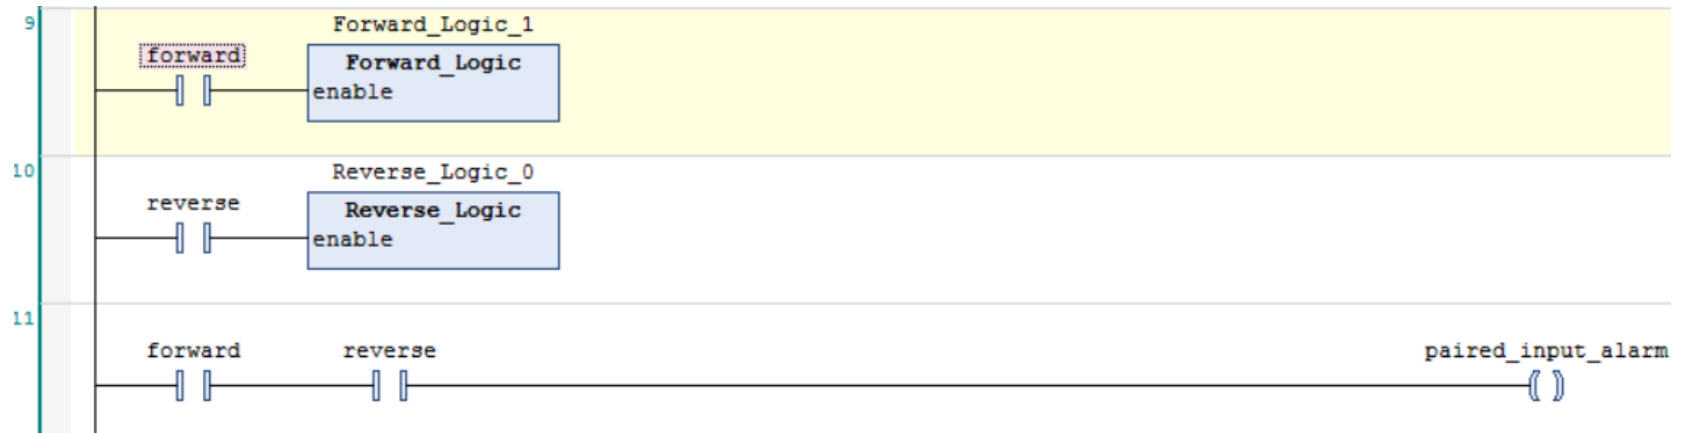 9
Forward_Logic_1
forward
Forward_Logic
enable
10
Reverse_Logic_0
reverse
Reverse_Logic
enable
11
forward reverse paired_input_alarm